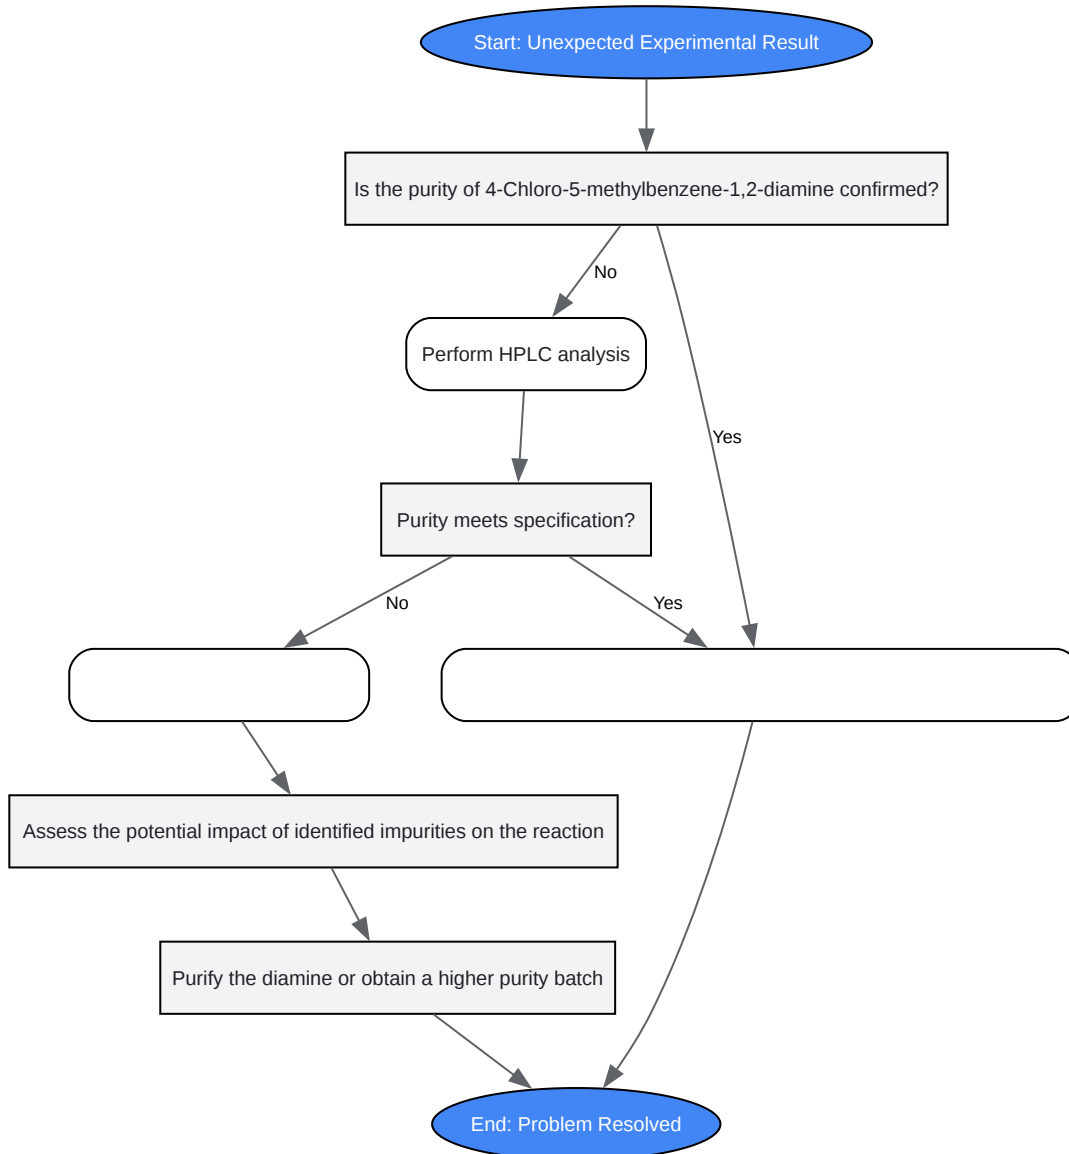 Start: Unexpected Experimental Result
Is the purity of 4-Chloro-5-methylbenzene-1,2-diamine confirmed?
No
Perform HPLC analysis
Yes
Purity meets specification?
No
Yes
Assess the potential impact of identified impurities on the reaction
Purify the diamine or obtain a higher purity batch
End: Problem Resolved